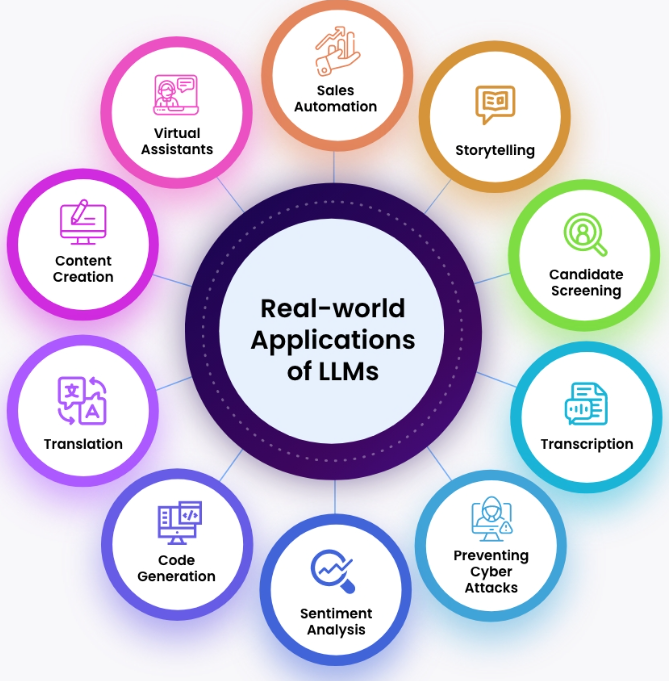 Real-world
Applications
of LLMs
Sales
Automation
Storytelling
Candidate
Screening
Transcription
Preventing
Cyber
Attacks
Sentiment
Analysis
Code
Generation
Translation
文
A
Content
Creation
Virtual
Assistants